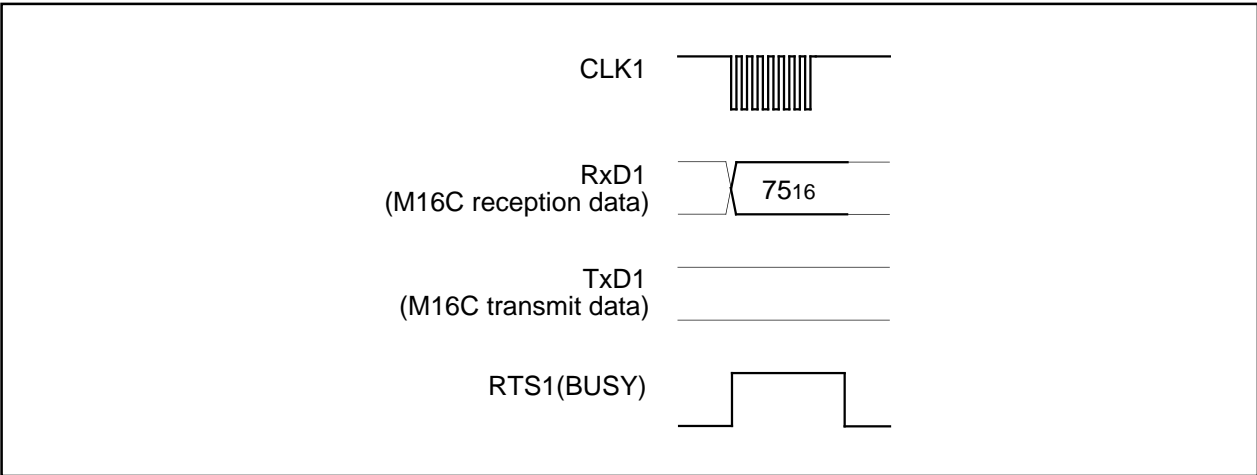 CLK1
RxD1
(M16C reception data)
7516
TxD1
(M16C transmit data)
RTS1(BUSY)